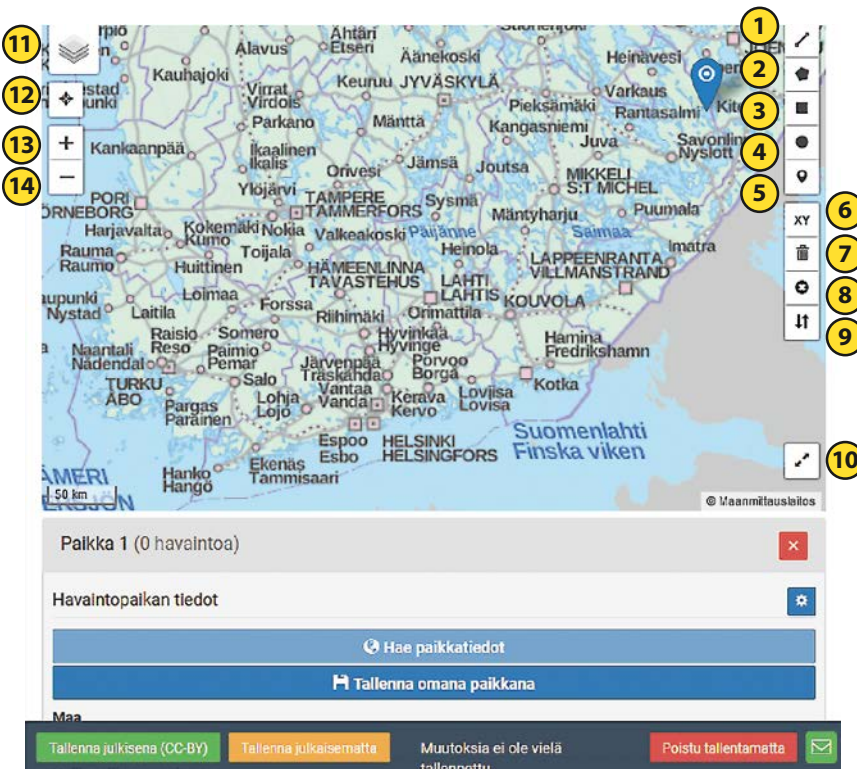 Ähtäri
Alavus Etseri Äänekoski Heinävesi
Kauhajoki Keuruu JYVÄSKYLÄ
Virrat Varkaus
Virdois Pieksämäki Rantasalmi
Parkano Mänttä Kangasniemi
Kankaanpää Ikaalinen Juva Savonlin
Ikalis Jämsä Joutsa Nyslott
Orivesi MIKKELI
Ylöjärvi S:T MICHEL
PORI TAMPERE Sysmä Puumala
ÖRNEBORG TAMMERFORS Mäntyharju
Harjavalta Kokemäki Nokia Valkeakoski Päijänne Saimaa
Kumo Imatra
Rauma Toijala Heinola LAPPEENRANTA
Raumo Huittinen HÄMEENLINNA VILLMANSTRAND
TAVASTEHUS LAHTI
Loimaa LAHTIS KOUVOLA
Nystad Laitila Forssa Riihimäki Orimattila
Raisio Somero Hyvinkää Hamina
Naantali Reso Paimio Hyvinge Fredrikshamn
Nådendal Pemar Järvenpää Porvoo
TURKU Salo Träskända Borgå Kotka
ÅBO Vantaa Loviisa
Pargas Lohja Vanda Kerava Lovisa
Parainen Lojo Kervo
Espoo HELSINKI Suomenlahti
Esbo HELSINGFORS Finska viken
Hanko Ekenäs
Hangö Tammisaari
50 km
© Maanmittauslaitos
1
2
3
4
5
XY 6
7
8
9
10
11
12
+ 13
− 14
Paikka 1 (0 havaintoa)
Havaintopaikan tiedot
Hae paikkatiedot
Tallenna omana paikkana
Maa
Tallenna julkisena (CC-BY) Tallenna julkaisematta Muutoksia ei ole vielä Poistu tallentamatta
tallennettu